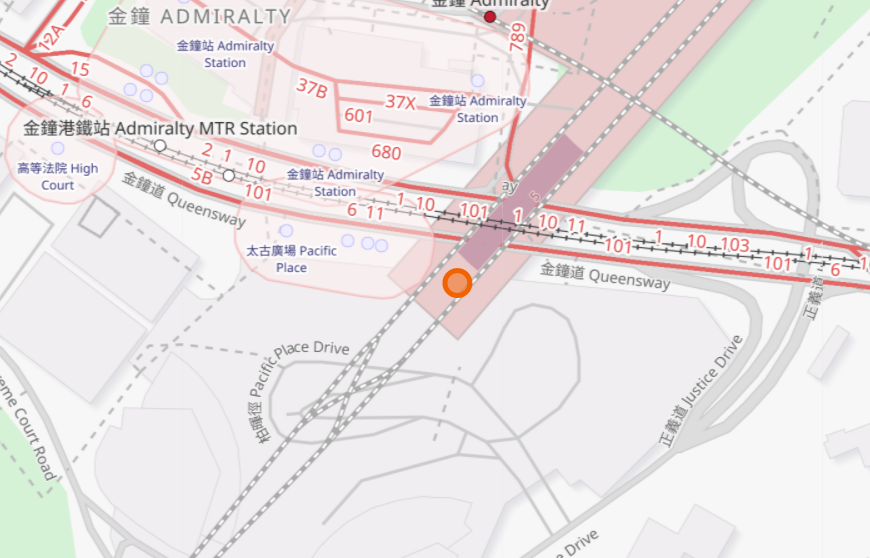 金鐘 Admiralty
金鐘 ADMIRALTY
789
12A
金鐘站 Admiralty
Station
15
2 10 1 6
37B
37X
601
680
金鐘站 Admiralty
Station
金鐘港鐵站 Admiralty MTR Station
高等法院 High
Court
2 1 10
5B 101
金鐘站 Admiralty
Station
金鐘道 Queensway
ay
5
1 10 101 1 10 11
6 11
101 1 10 103 1 1
101 6
太古廣場 Pacific
Place
金鐘道 Queensway
正義道
柏陽徑 Pacific Place Drive
正義道 Justice Drive
eme Court Road
e Drive